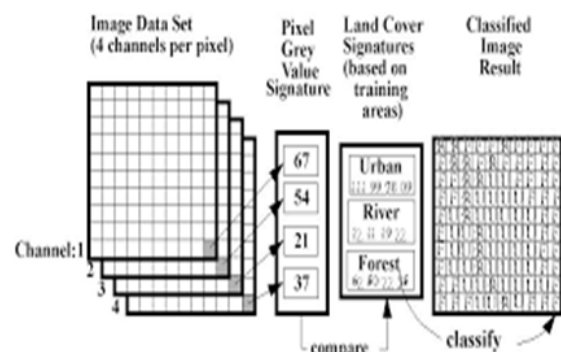 Image Data Set
(4 channels per pixel)
Pixel
Grey
Value
Signature
Land Cover
Signatures
(based on
training
areas)
Classified
Image
Result
67
54
21
37
Urban
River
Forest
Channel:1
2
3
4
compare
classify